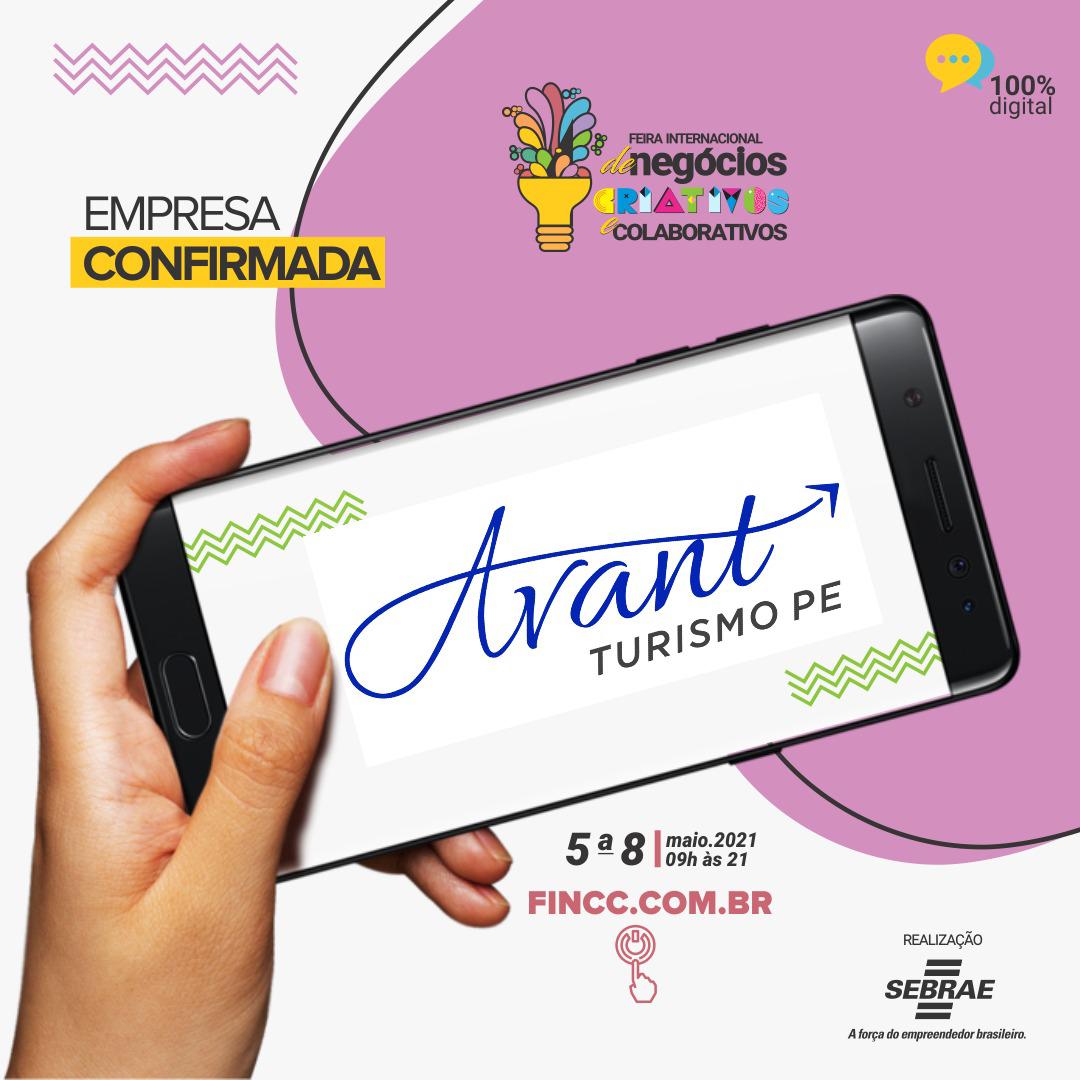 100%
digital
FEIRA INTERNACIONAL
de negócios
CRIATIVOS
e COLABORATIVOS
EMPRESA
CONFIRMADA
Avant
TURISMO PE
5 a 8
maio.2021
09h às 21
FINCC.COM.BR
REALIZAÇÃO
SEBRAE
A força do empreendedor brasileiro.